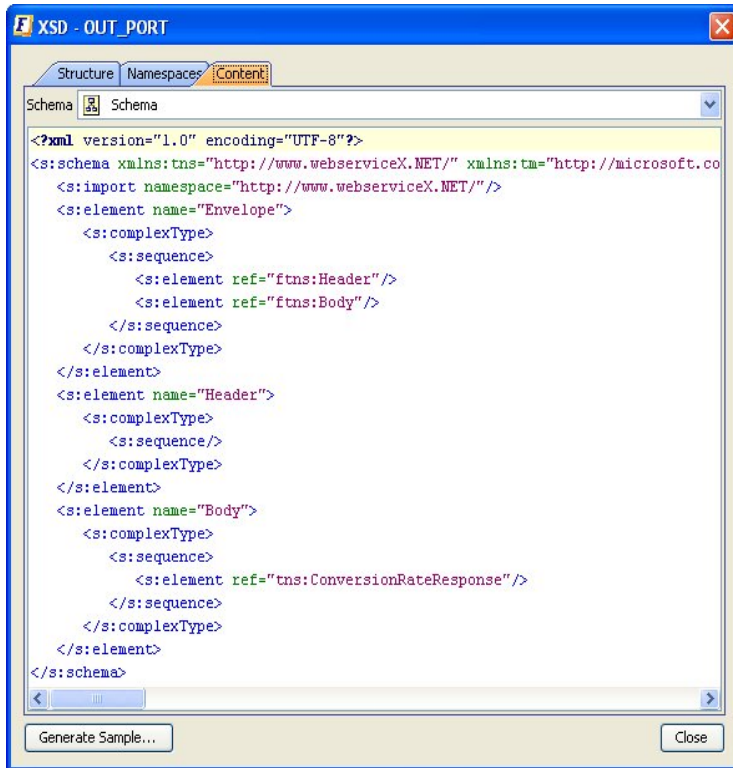 XSD - OUT_PORT
Structure Namespaces Content
Schema Schema
<?xml version="1.0" encoding="UTF-8"?>
<s:schema xmlns:tns="http://www.webserviceX.NET/" xmlns:tm="http://microsoft.co
<s:import namespace="http://www.webserviceX.NET/"/>
<s:element name="Envelope">
<s:complexType>
<s:sequence>
<s:element ref="ftns:Header"/>
<s:element ref="ftns:Body"/>
</s:sequence>
</s:complexType>
</s:element>
<s:element name="Header">
<s:complexType>
<s:sequence/>
</s:complexType>
</s:element>
<s:element name="Body">
<s:complexType>
<s:sequence>
<s:element ref="tns:ConversionRateResponse"/>
</s:sequence>
</s:complexType>
</s:element>
</s:schema>
Generate Sample... Close